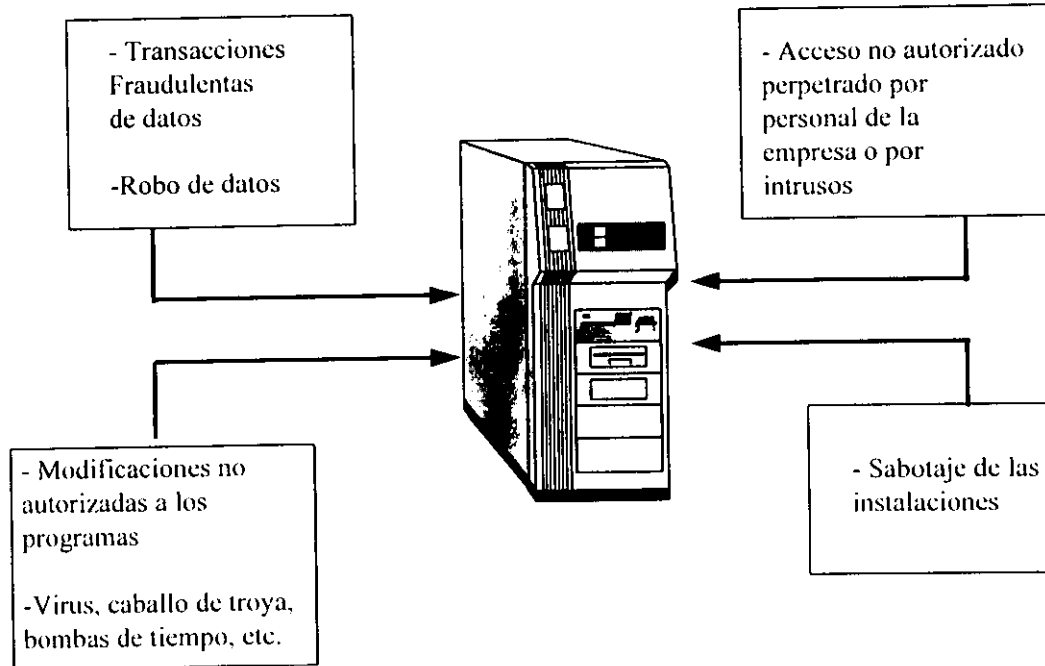 - Transacciones
Fraudulentas
de datos
-Robo de datos
- Acceso no autorizado
perpetrado por
personal de la
empresa o por
intrusos
- Modificaciones no
autorizadas a los
programas
-Virus, caballo de troya,
bombas de tiempo, etc.
- Sabotaje de las
instalaciones